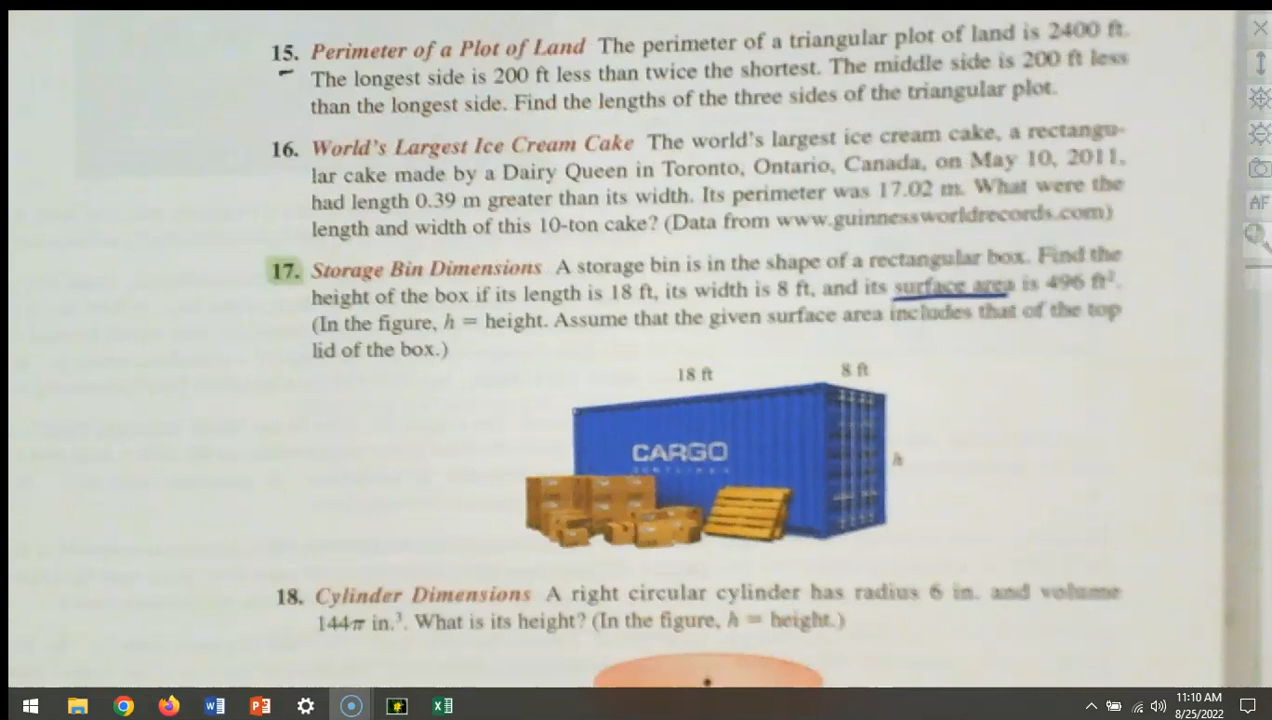 15. Perimeter of a Plot of Land The perimeter of a triangular plot of land is 2400 ft.
The longest side is 200 ft less than twice the shortest. The middle side is 200 ft less
than the longest side. Find the lengths of the three sides of the triangular plot.
16. World's Largest Ice Cream Cake The world's largest ice cream cake, a rectangu-
lar cake made by a Dairy Queen in Toronto, Ontario, Canada, on May 10, 2011,
had length 0.39 m greater than its width. Its perimeter was 17.02 m. What were the
length and width of this 10-ton cake? (Data from www.guinnessworldrecords.com)
17. Storage Bin Dimensions A storage bin is in the shape of a rectangular box. Find the
height of the box if its length is 18 ft, its width is 8 ft, and its surface area is 496 ft².
(In the figure, h = height. Assume that the given surface area includes that of the top
lid of the box.)
18 ft
8 ft
CARGO
h
18. Cylinder Dimensions A right circular cylinder has radius 6 in. and volume
144π in.³. What is its height? (In the figure, h = height.)
AF
11:10 AM
8/25/2022